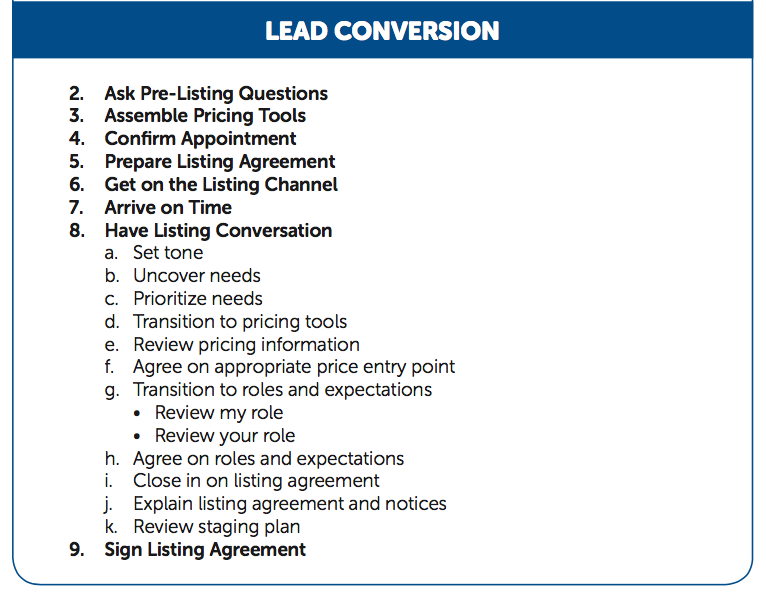 LEAD CONVERSION
2. Ask Pre-Listing Questions
3. Assemble Pricing Tools
4. Confirm Appointment
5. Prepare Listing Agreement
6. Get on the Listing Channel
7. Arrive on Time
8. Have Listing Conversation
a. Set tone
b. Uncover needs
c. Prioritize needs
d. Transition to pricing tools
e. Review pricing information
f. Agree on appropriate price entry point
g. Transition to roles and expectations
• Review my role
• Review your role
h. Agree on roles and expectations
i. Close in on listing agreement
j. Explain listing agreement and notices
k. Review staging plan
9. Sign Listing Agreement